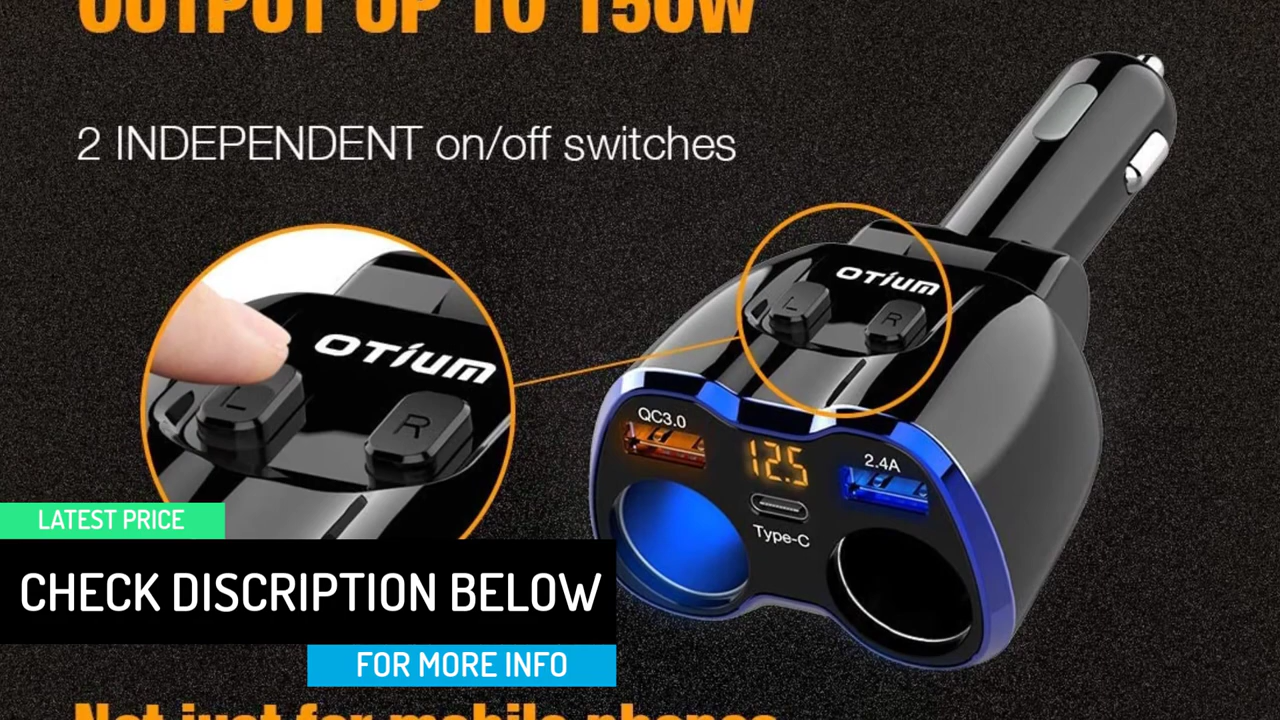 OUTPUT UP TO 150W
2 INDEPENDENT on/off switches
OTIUM
L
R
OTIUM
L
R
QC3.0
12.5
2.4A
Type-C
LATEST PRICE
CHECK DISCRIPTION BELOW
FOR MORE INFO
Not just for mobile phones